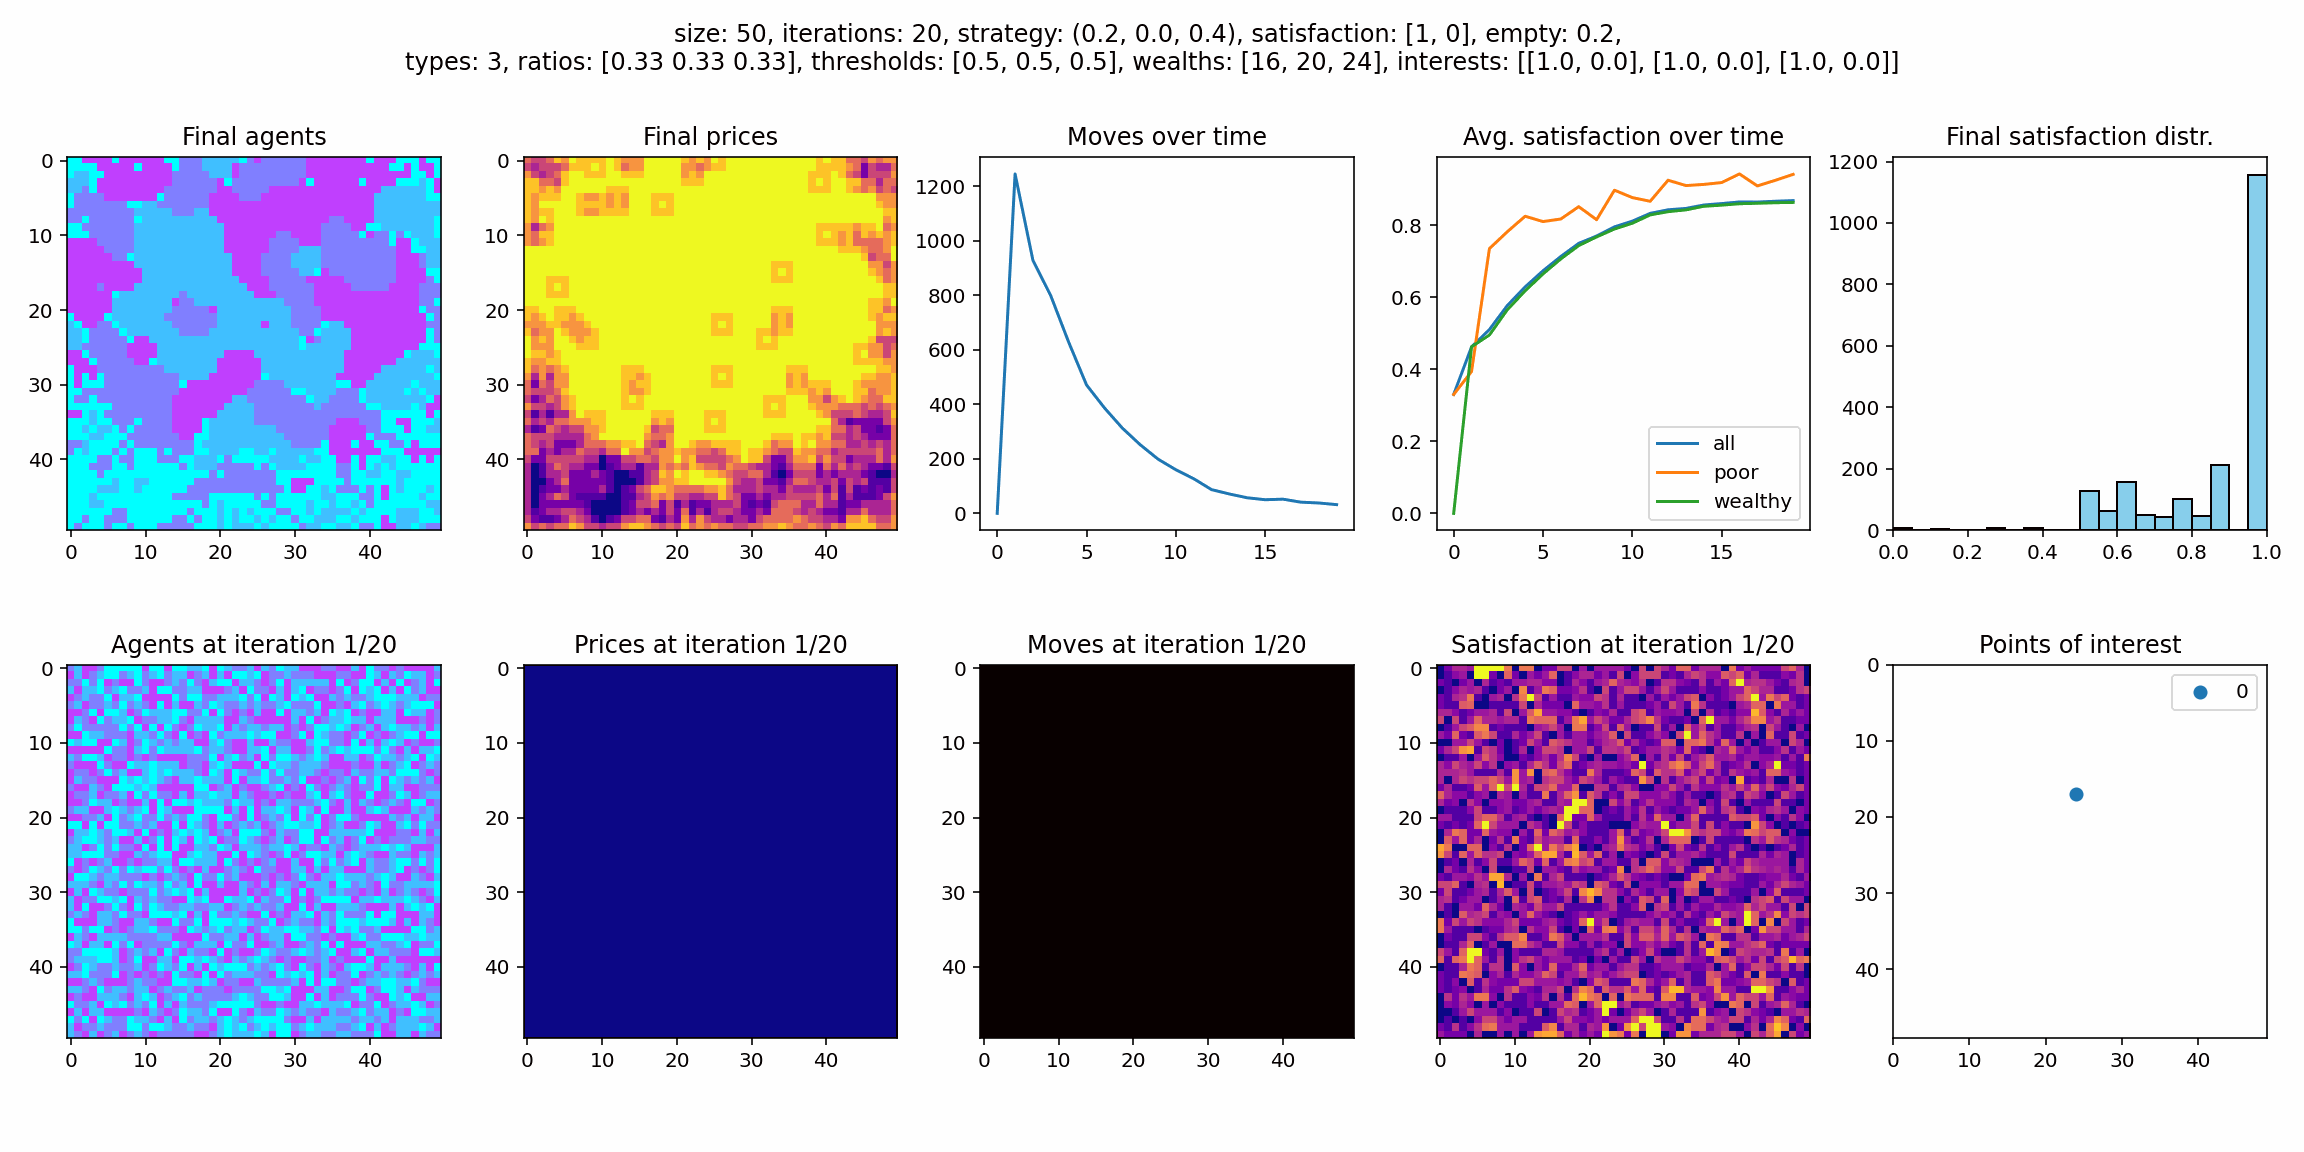 size: 50, iterations: 20, strategy: (0.2, 0.0, 0.4), satisfaction: [1, 0], empty: 0.2,
types: 3, ratios: [0.33 0.33 0.33], thresholds: [0.5, 0.5, 0.5], wealths: [16, 20, 24], interests: [[1.0, 0.0], [1.0, 0.0], [1.0, 0.0]]
Final agents
0
10
20
30
40
0 10 20 30 40
Final prices
0
10
20
30
40
0 10 20 30 40
Moves over time
1200
1000
800
600
400
200
0
0 5 10 15
Avg. satisfaction over time
0.8
0.6
0.4
0.2
0.0
all
poor
wealthy
0 5 10 15
Final satisfaction distr.
1200
1000
800
600
400
200
0
0.0 0.2 0.4 0.6 0.8 1.0
Agents at iteration 1/20
0
10
20
30
40
0 10 20 30 40
Prices at iteration 1/20
0
10
20
30
40
0 10 20 30 40
Moves at iteration 1/20
0
10
20
30
40
0 10 20 30 40
Satisfaction at iteration 1/20
0
10
20
30
40
0 10 20 30 40
Points of interest
0
0
10
20
30
40
0 10 20 30 40